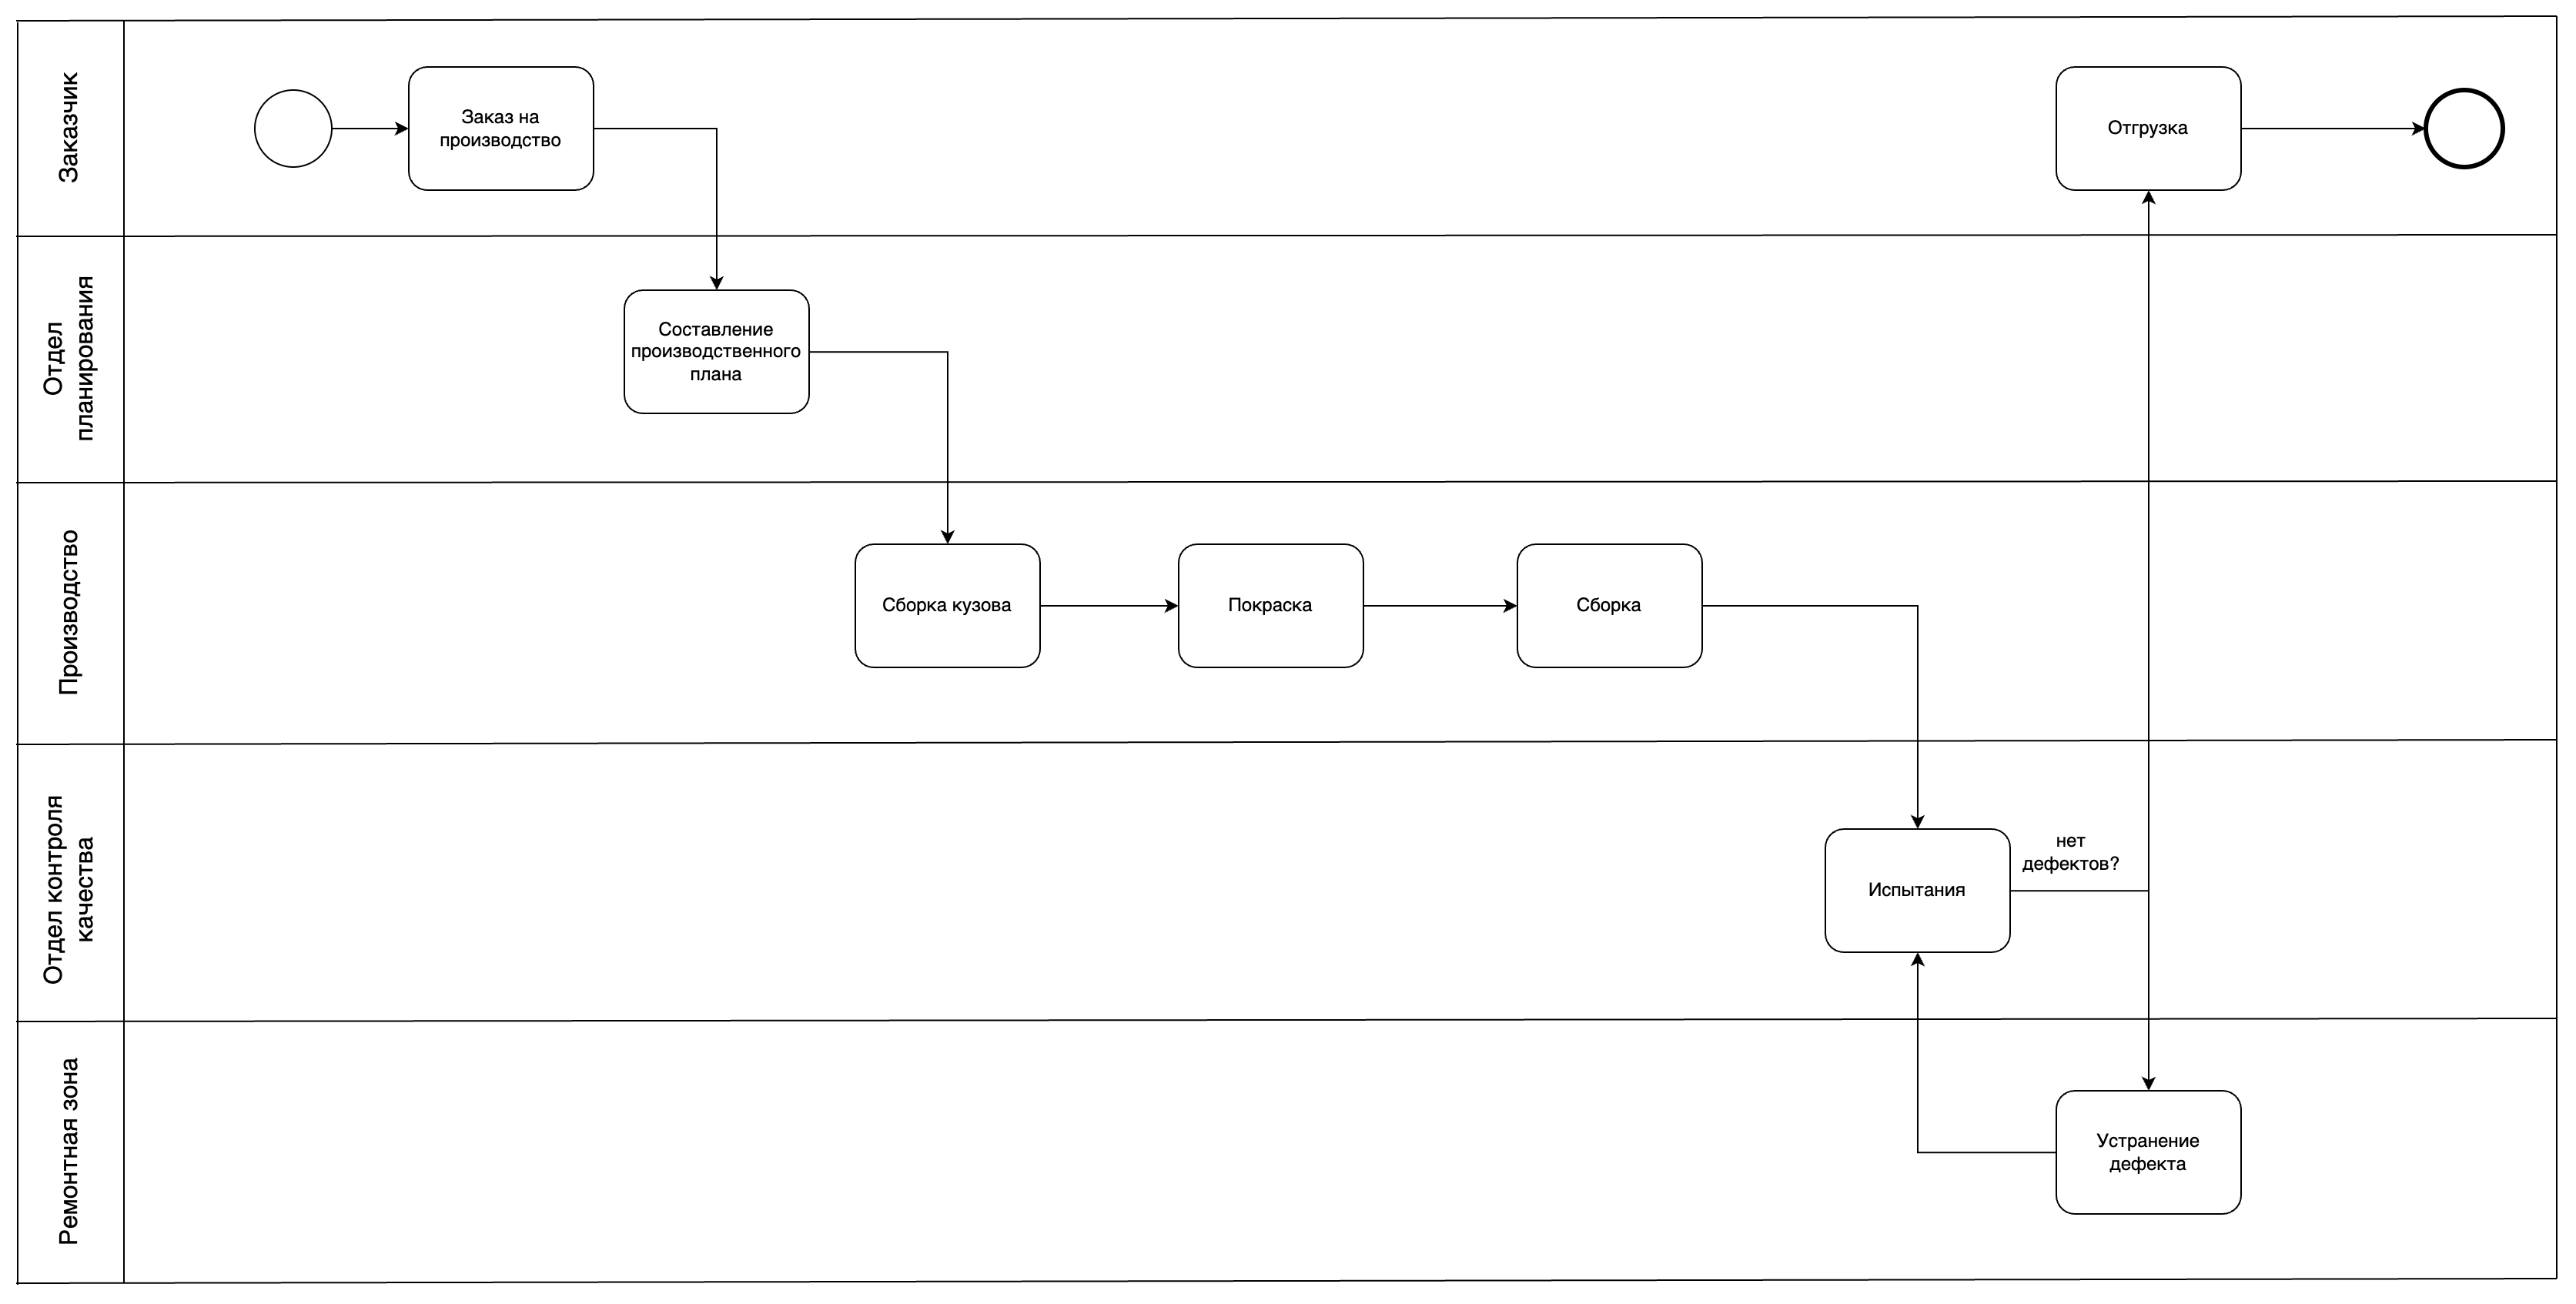 Заказчик
Заказ на
производство
Отгрузка
Отдел
планирования
Составление
производственного
плана
Производство
Сборка кузова
Покраска
Сборка
Отдел контроля
качества
Испытания
нет
дефектов?
Ремонтная зона
Устранение
дефекта